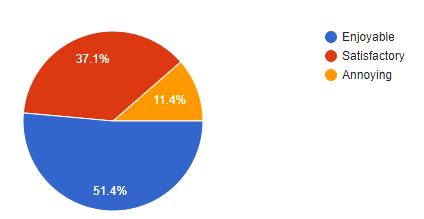 37.1%
11.4%
51.4%
Enjoyable
Satisfactory
Annoying